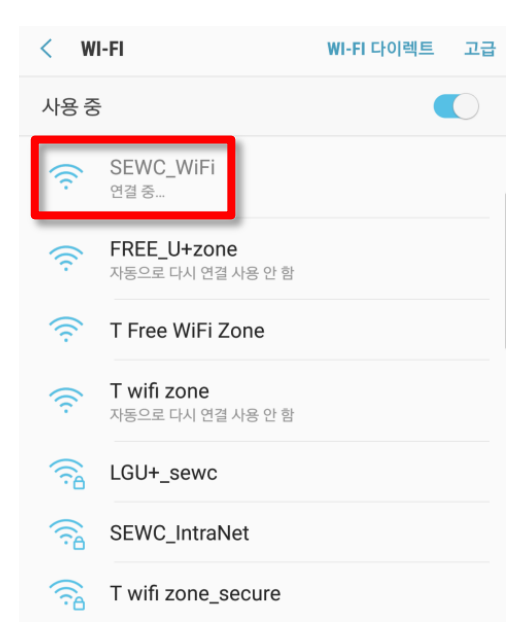 WI-FI WI-FI 다이렉트 고급
사용 중
SEWC_WiFi
연결 중...
FREE_U+zone
자동으로 다시 연결 사용 안 함
T Free WiFi Zone
T wifi zone
자동으로 다시 연결 사용 안 함
LGU+_sewc
SEWC_IntraNet
T wifi zone_secure